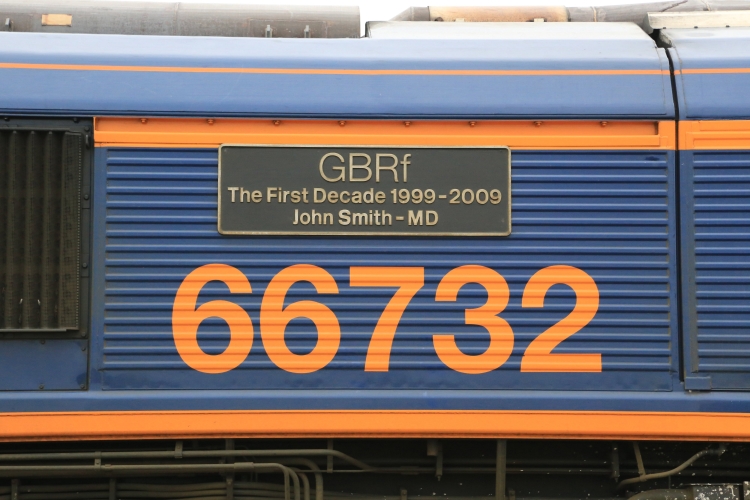 GBRf
The First Decade 1999-2009
John Smith-MD
66732